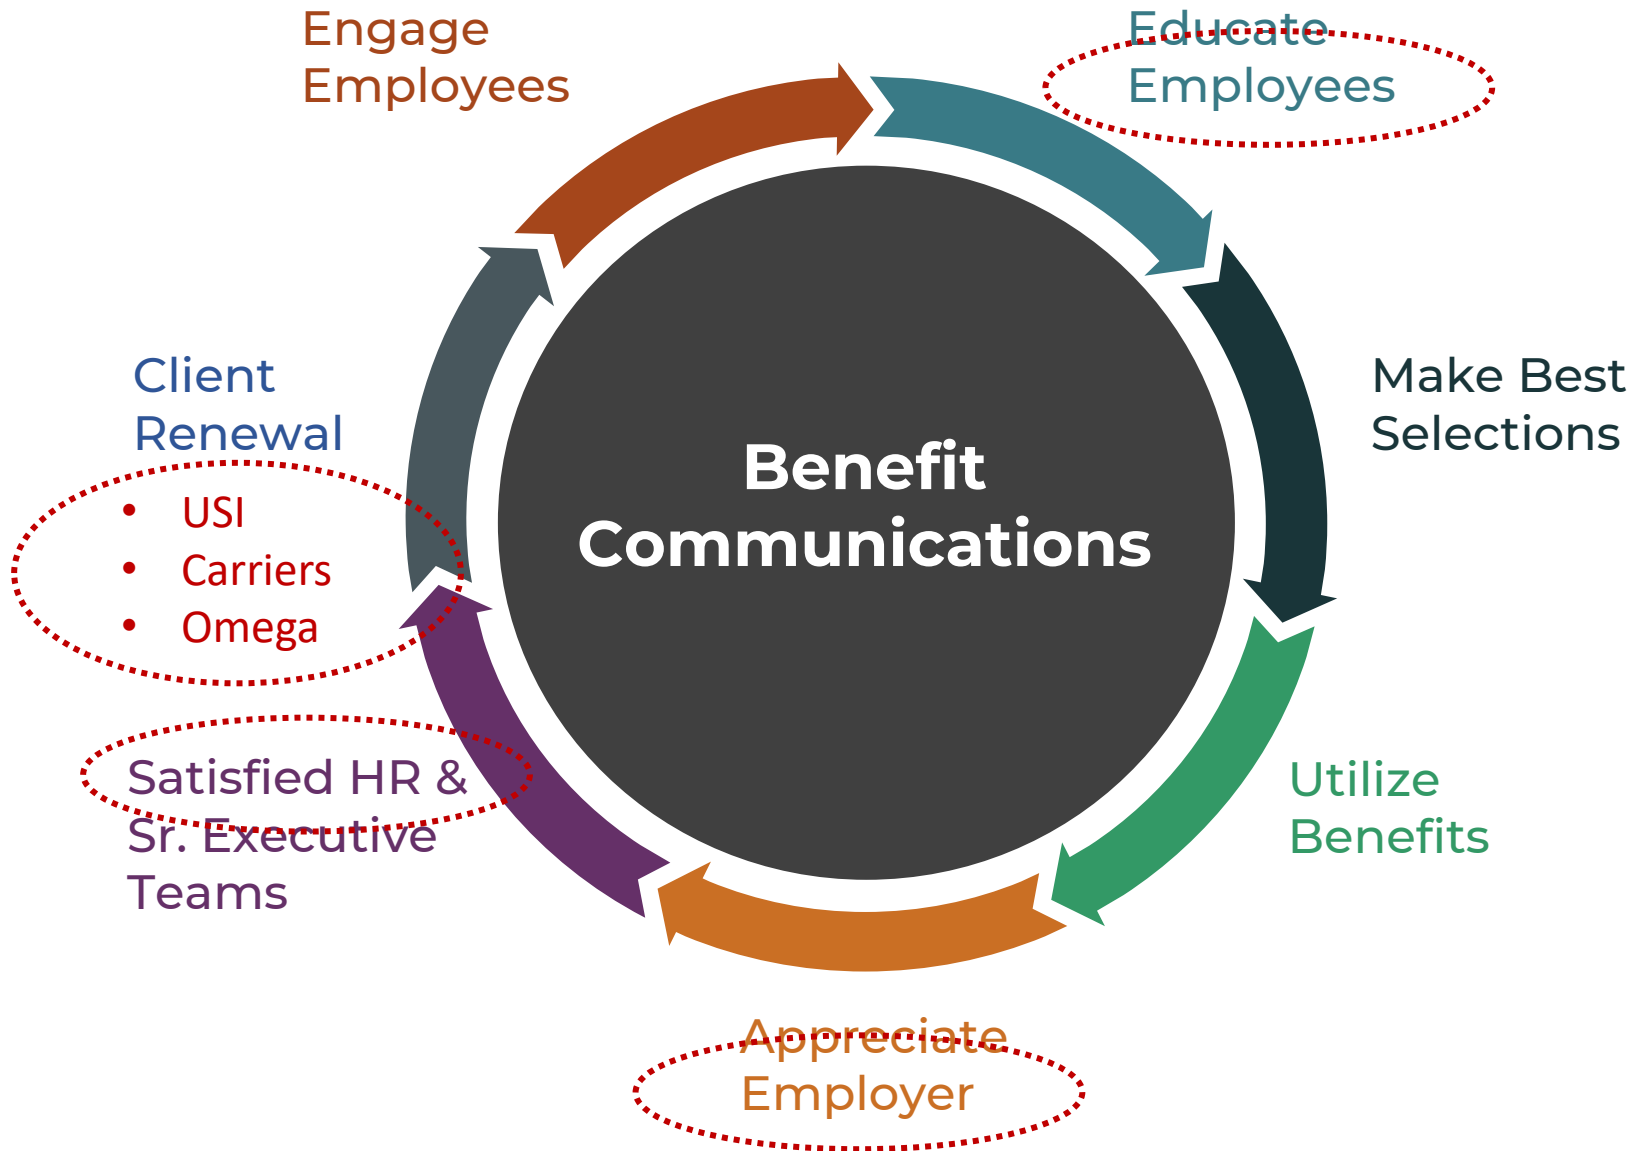 Engage
Employees
Educate
Employees
Make Best
Selections
Utilize
Benefits
Appreciate
Employer
Satisfied HR &
Sr. Executive
Teams
Client
Renewal
• USI
• Carriers
• Omega
Benefit
Communications